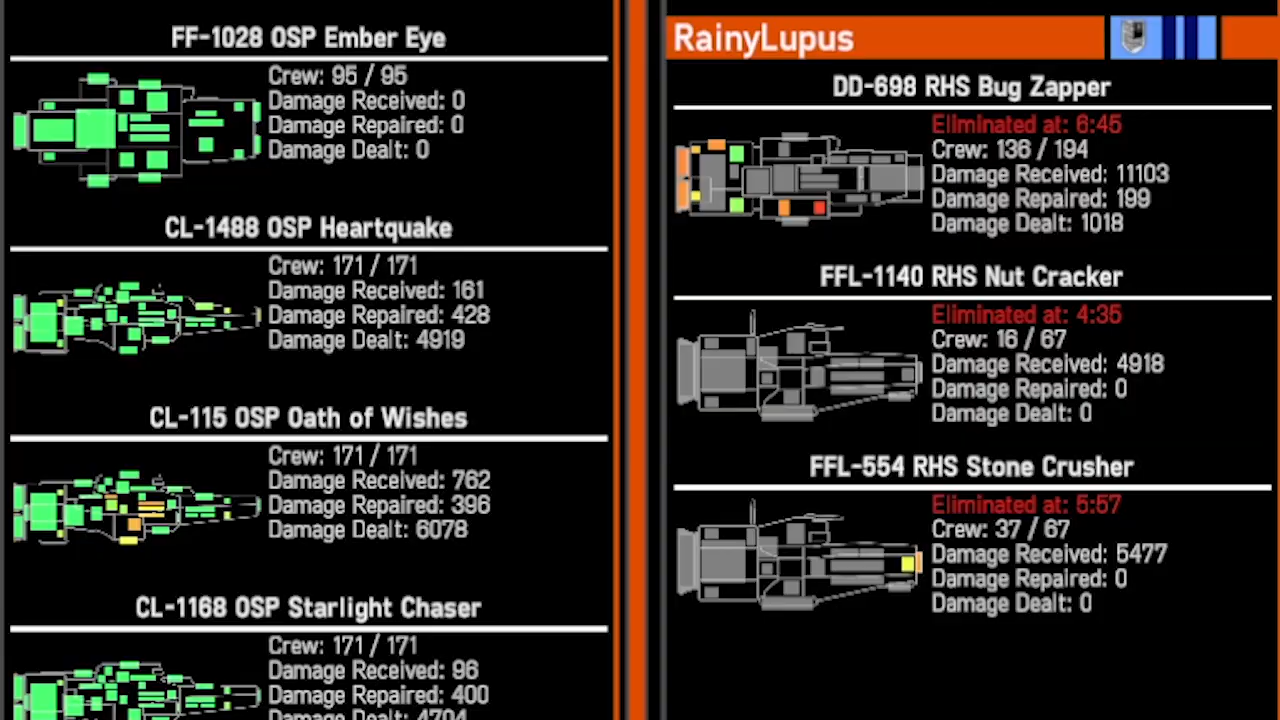 FF-1028 OSP Ember Eye
Crew: 95 / 95
Damage Received: 0
Damage Repaired: 0
Damage Dealt: 0
CL-1488 OSP Heartquake
Crew: 171 / 171
Damage Received: 161
Damage Repaired: 428
Damage Dealt: 4919
CL-115 OSP Oath of Wishes
Crew: 171 / 171
Damage Received: 762
Damage Repaired: 396
Damage Dealt: 6078
CL-1168 OSP Starlight Chaser
Crew: 171 / 171
Damage Received: 96
Damage Repaired: 400
Damage Dealt: 4704
RainyLupus
DD-698 RHS Bug Zapper
Eliminated at: 6:45
Crew: 136 / 194
Damage Received: 11103
Damage Repaired: 199
Damage Dealt: 1018
FFL-1140 RHS Nut Cracker
Eliminated at: 4:35
Crew: 16 / 67
Damage Received: 4918
Damage Repaired: 0
Damage Dealt: 0
FFL-554 RHS Stone Crusher
Eliminated at: 5:57
Crew: 37 / 67
Damage Received: 5477
Damage Repaired: 0
Damage Dealt: 0